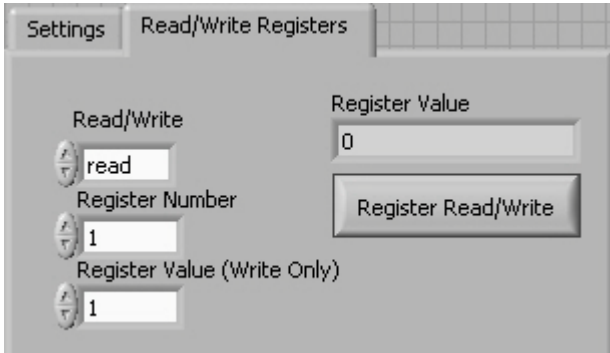 Settings
Read/Write Registers
Read/Write
read
Register Number
1
Register Value (Write Only)
1
Register Value
0
Register Read/Write